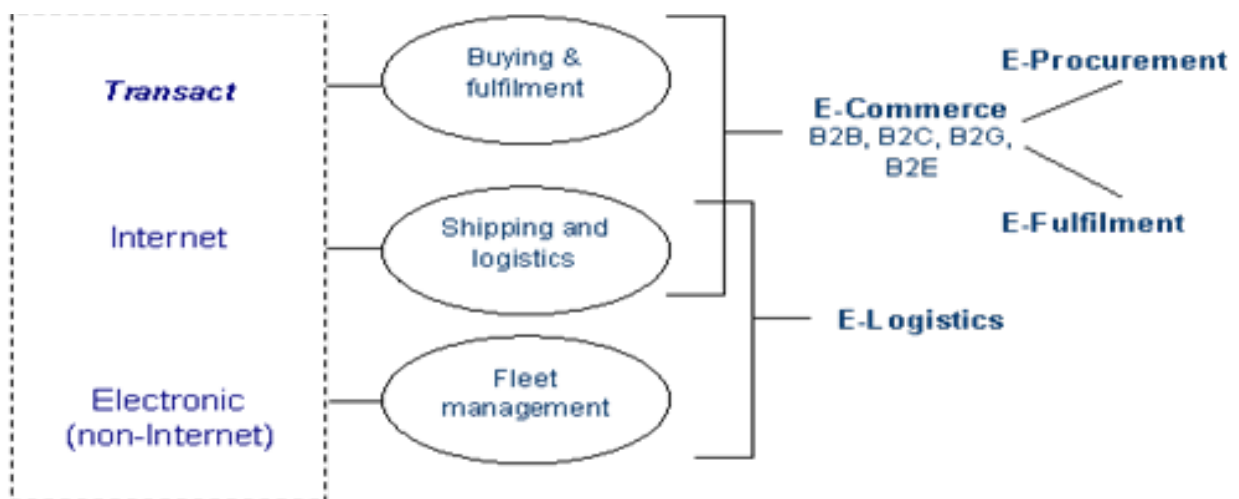 Transact
Internet
Electronic
(non-Internet)
Buying &
fulfilment
Shipping and
logistics
Fleet
management
E-Commerce
B2B, B2C, B2G,
B2E
E-Logistics
E-Procurement
E-Fulfilment